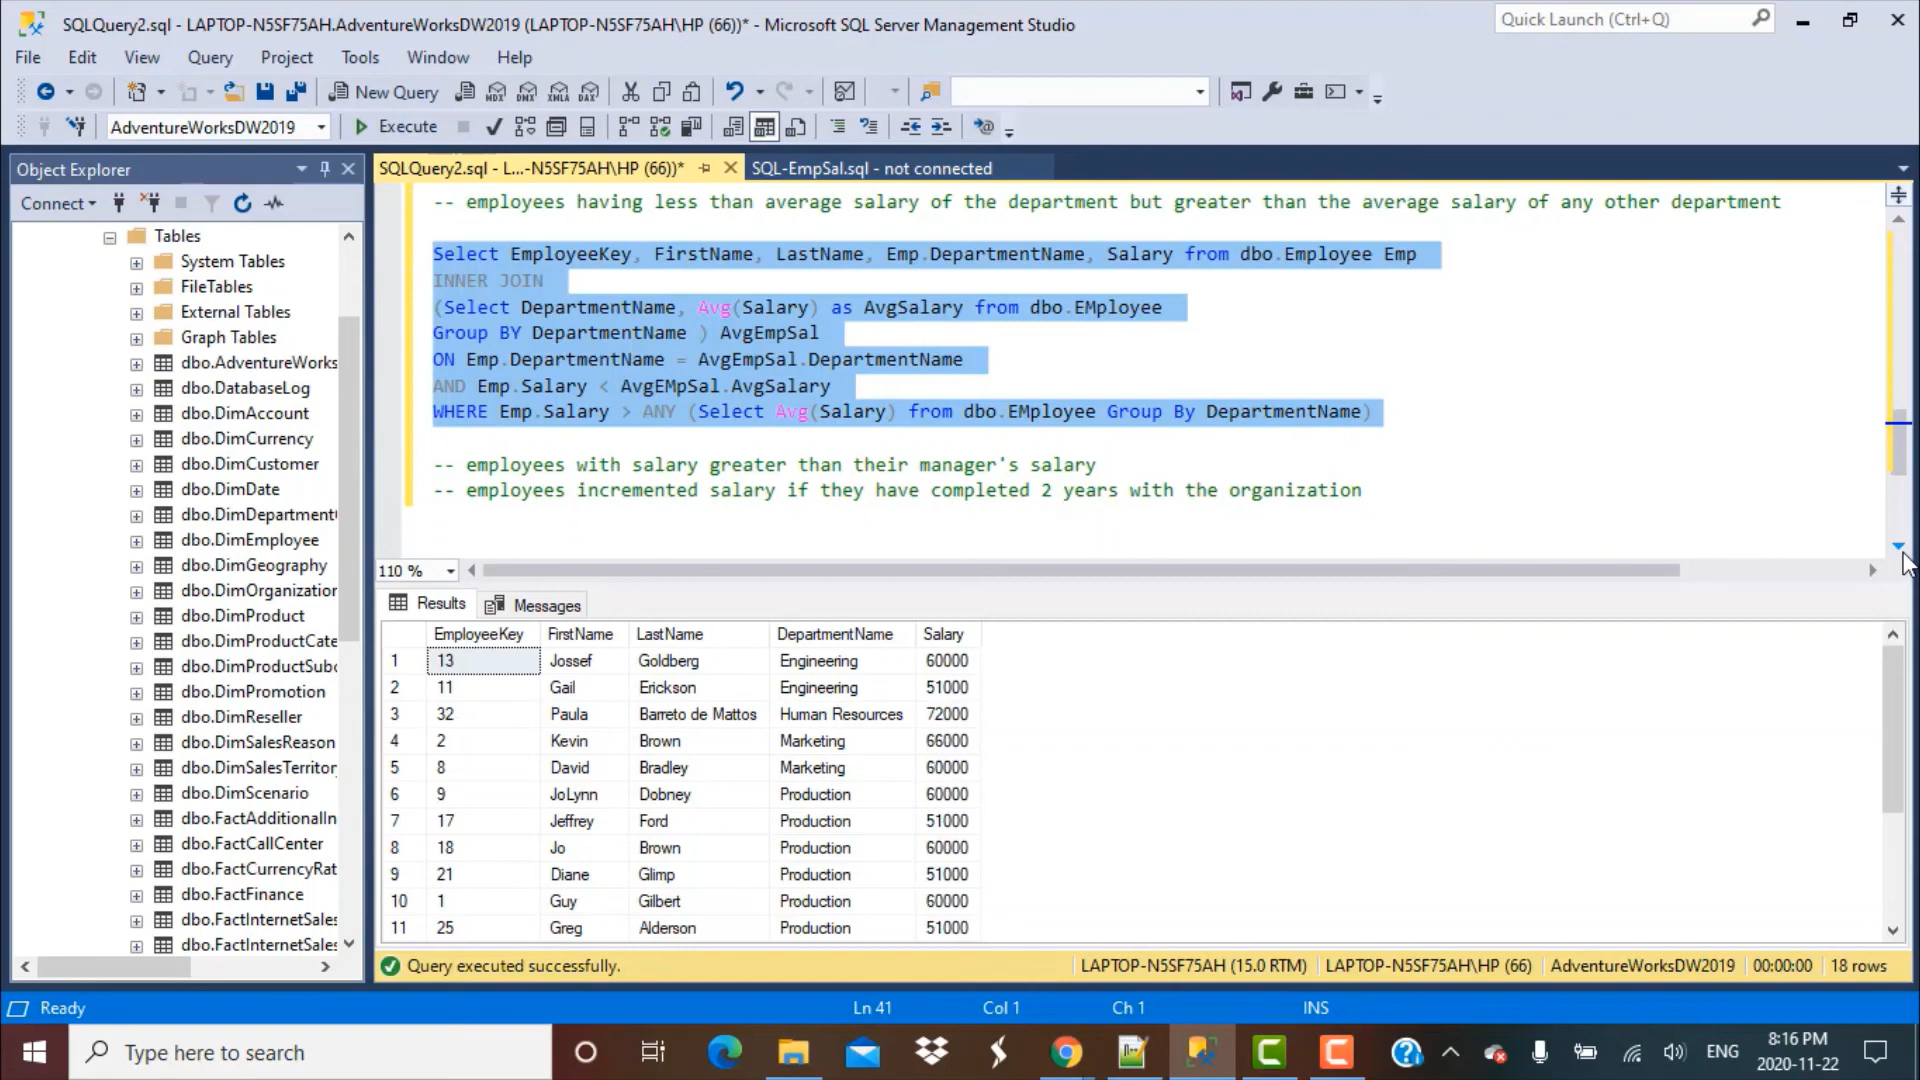 SQLQuery2.sql - LAPTOP-N5SF75AH.AdventureWorksDW2019 (LAPTOP-N5SF75AH\HP (66))* - Microsoft SQL Server Management Studio
Quick Launch (Ctrl+Q)
File Edit View Query Project Tools Window Help
New Query MDX DMX XMLA DAX
AdventureWorksDW2019 Execute
Object Explorer
SQLQuery2.sql - L...-N5SF75AH\HP (66))* SQL-EmpSal.sql - not connected
Connect
Tables
System Tables
FileTables
External Tables
Graph Tables
dbo.AdventureWorks
dbo.DatabaseLog
dbo.DimAccount
dbo.DimCurrency
dbo.DimCustomer
dbo.DimDate
dbo.DimDepartment
dbo.DimEmployee
dbo.DimGeography
dbo.DimOrganization
dbo.DimProduct
dbo.DimProductCate
dbo.DimProductSub
dbo.DimPromotion
dbo.DimReseller
dbo.DimSalesReason
dbo.DimSalesTerritor
dbo.DimScenario
dbo.FactAdditionalIn
dbo.FactCallCenter
dbo.FactCurrencyRat
dbo.FactFinance
dbo.FactInternetSales
dbo.FactInternetSales
-- employees having less than average salary of the department but greater than the average salary of any other department
Select EmployeeKey, FirstName, LastName, Emp.DepartmentName, Salary from dbo.Employee Emp
INNER JOIN
(Select DepartmentName, Avg(Salary) as AvgSalary from dbo.EMployee
Group BY DepartmentName ) AvgEmpSal
ON Emp.DepartmentName = AvgEmpSal.DepartmentName
AND Emp.Salary < AvgEMpSal.AvgSalary
WHERE Emp.Salary > ANY (Select Avg(Salary) from dbo.EMployee Group By DepartmentName)
-- employees with salary greater than their manager's salary
-- employees incremented salary if they have completed 2 years with the organization
110 %
Results Messages
EmployeeKey FirstName LastName DepartmentName Salary
1 13 Jossef Goldberg Engineering 60000
2 11 Gail Erickson Engineering 51000
3 32 Paula Barreto de Mattos Human Resources 72000
4 2 Kevin Brown Marketing 66000
5 8 David Bradley Marketing 60000
6 9 JoLynn Dobney Production 60000
7 17 Jeffrey Ford Production 51000
8 18 Jo Brown Production 60000
9 21 Diane Glimp Production 51000
10 1 Guy Gilbert Production 60000
11 25 Greg Alderson Production 51000
Query executed successfully. LAPTOP-N5SF75AH (15.0 RTM) LAPTOP-N5SF75AH\HP (66) AdventureWorksDW2019 00:00:00 18 rows
Ready Ln 41 Col 1 Ch 1 INS
Type here to search
ENG
8:16 PM
2020-11-22